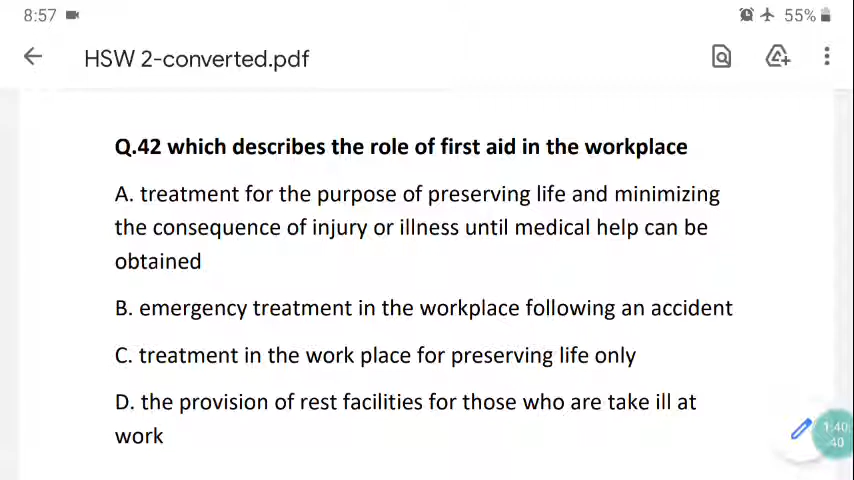 8:57
55%
HSW 2-converted.pdf
Q.42 which describes the role of first aid in the workplace
A. treatment for the purpose of preserving life and minimizing
the consequence of injury or illness until medical help can be
obtained
B. emergency treatment in the workplace following an accident
C. treatment in the work place for preserving life only
D. the provision of rest facilities for those who are take ill at
work
1:40
40